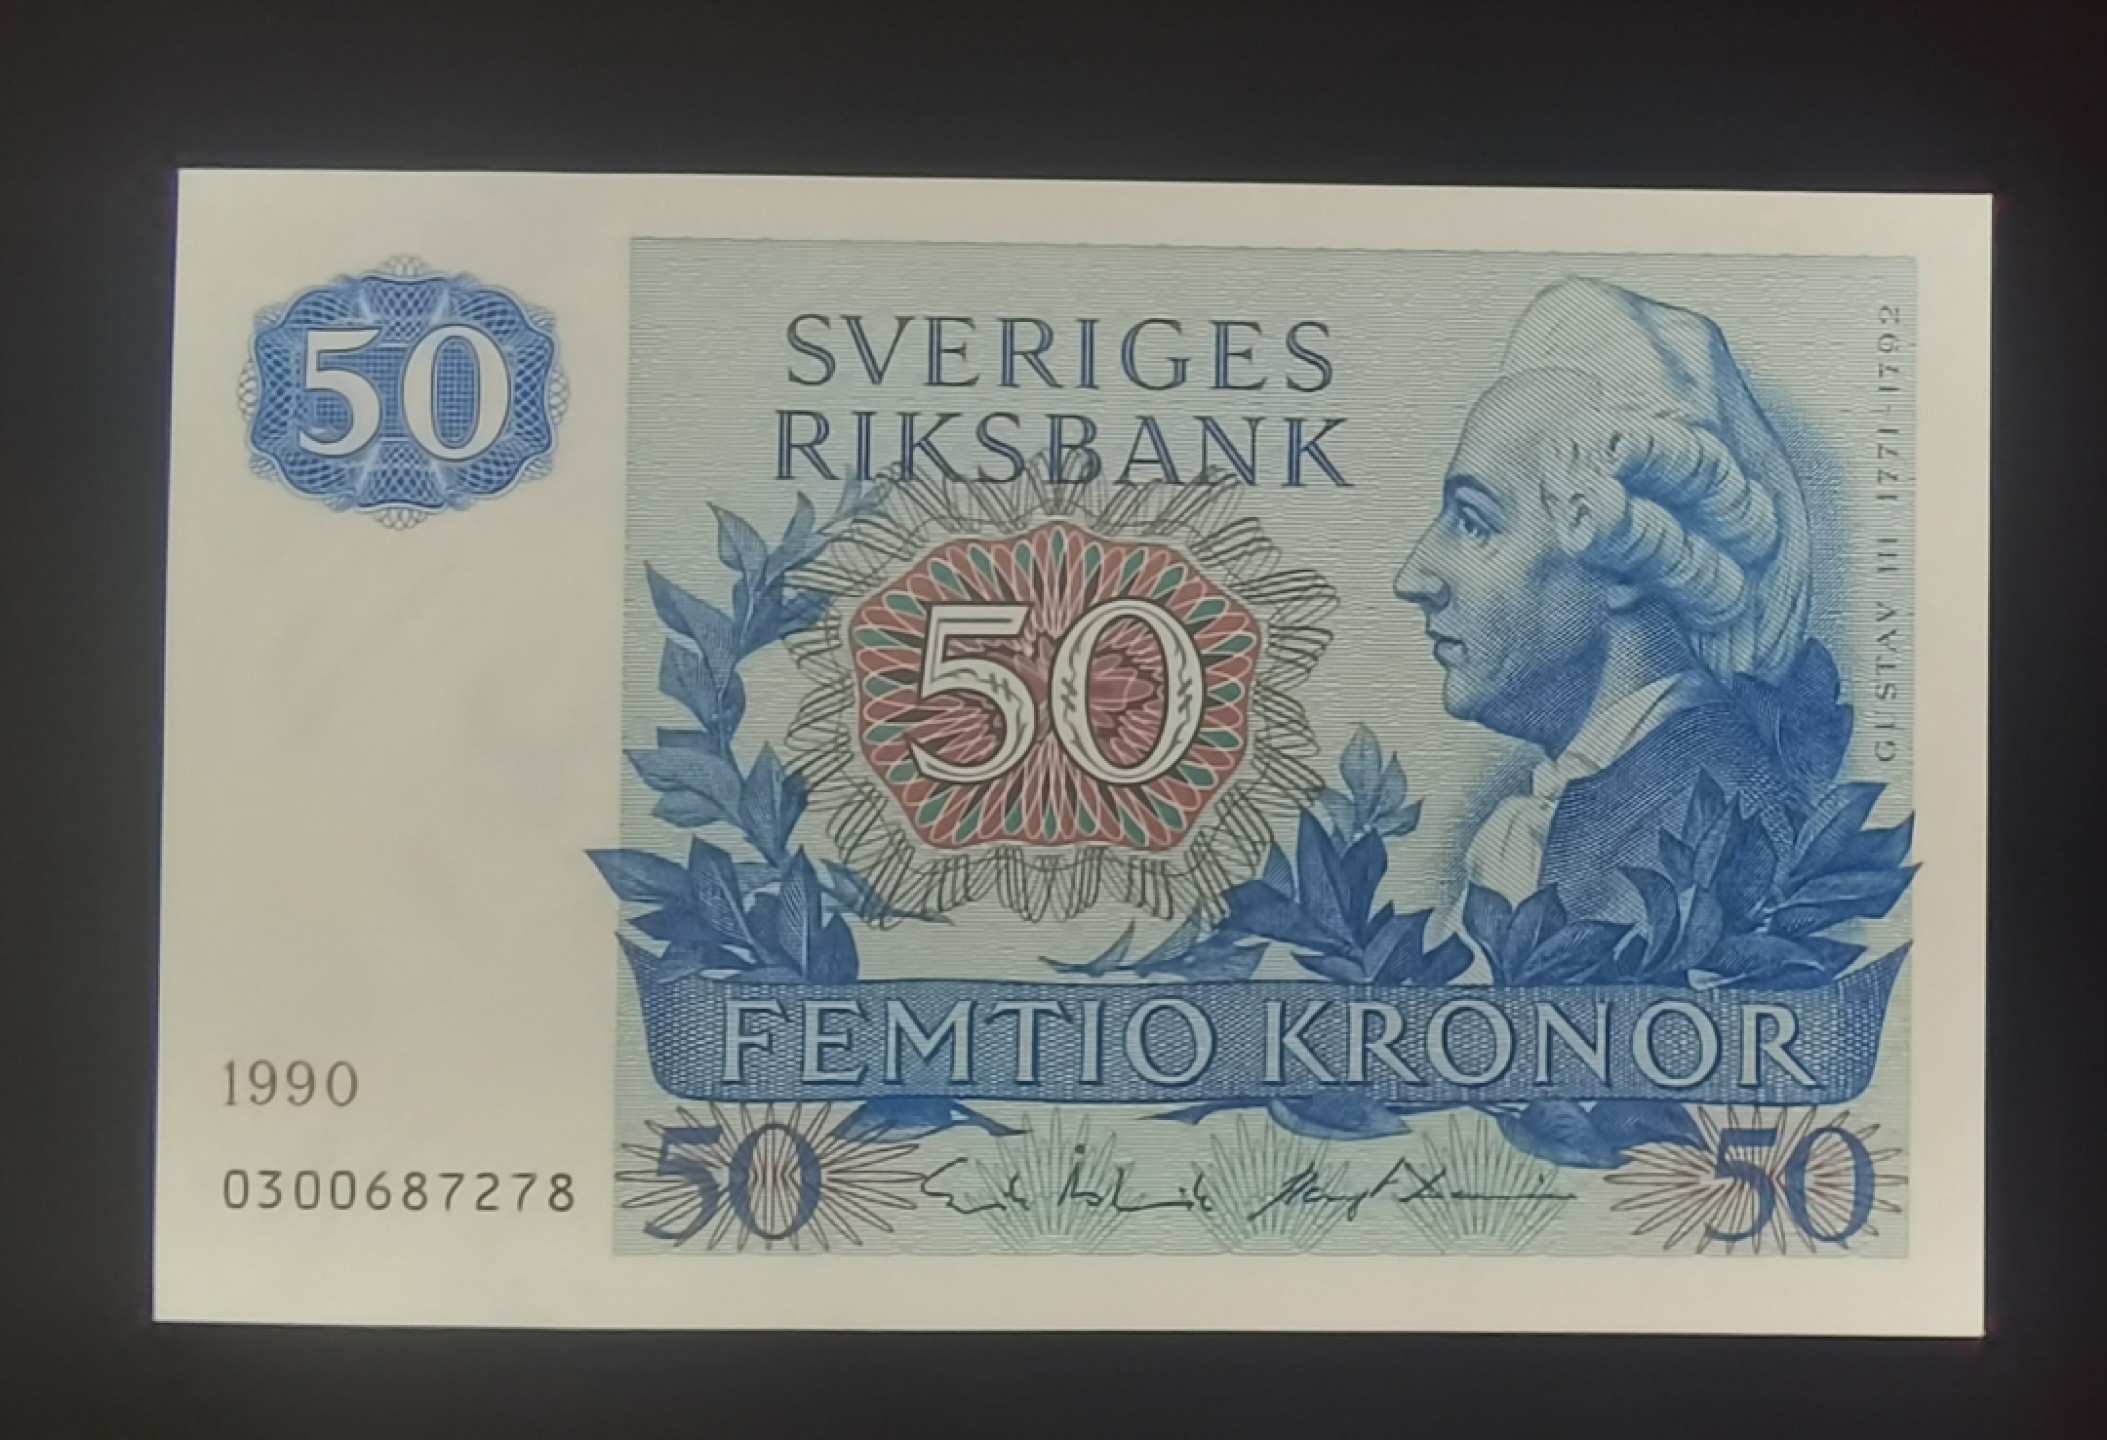 50
SVERIGES
RIKSBANK
50
GUSTAV III 1771-1792
FEMTIO KRONOR
1990
0300687278
50
50